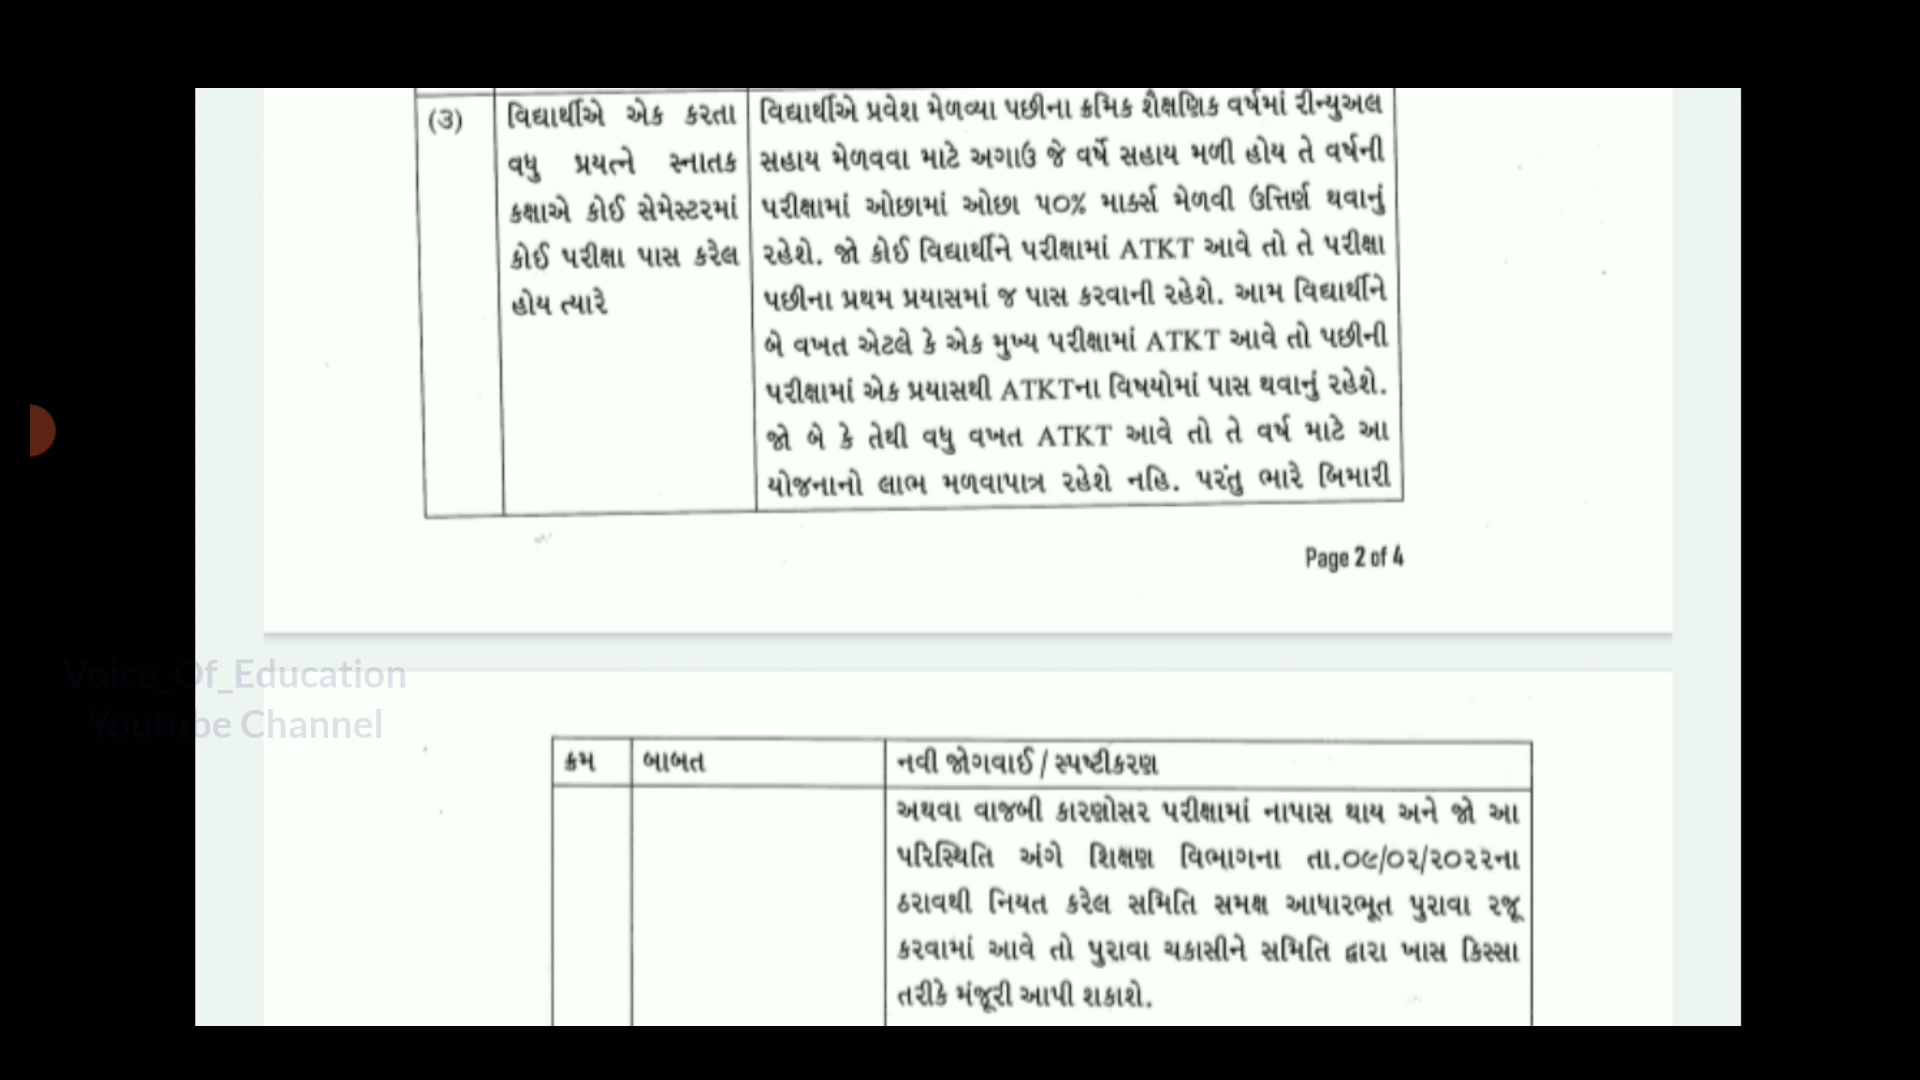 (૩)
વિદ્યાર્થીએ એક કરતા
વધુ પ્રયત્ને સ્નાતક
કક્ષાએ કોઈ સેમેસ્ટરમાં
કોઈ પરીક્ષા પાસ કરેલ
હોય ત્યારે
વિદ્યાર્થીએ પ્રવેશ મેળવ્યા પછીના ક્રમિક શૈક્ષણિક વર્ષમાં રીન્યુઅલ
સહાય મેળવવા માટે અગાઉ જે વર્ષે સહાય મળી હોય તે વર્ષની
પરીક્ષામાં ઓછામાં ઓછા ૫૦% માર્ક્સ મેળવી ઉત્તિર્ણ થવાનું
રહેશે. જો કોઈ વિદ્યાર્થીને પરીક્ષામાં ATKT આવે તો તે પરીક્ષા
પછીના પ્રથમ પ્રયાસમાં જ પાસ કરવાની રહેશે. આમ વિદ્યાર્થીને
બે વખત એટલે કે એક મુખ્ય પરીક્ષામાં ATKT આવે તો પછીની
પરીક્ષામાં એક પ્રયાસથી ATKTના વિષયોમાં પાસ થવાનું રહેશે.
જો બે કે તેથી વધુ વખત ATKT આવે તો તે વર્ષ માટે આ
યોજનાનો લાભ મળવાપાત્ર રહેશે નહિ. પરંતુ ભારે બિમારી
Page 2 of 4
Voice_Of_Education
Youtube Channel
ક્રમ
બાબત
નવી જોગવાઈ / સ્પષ્ટીકરણ
અથવા વાજબી કારણોસર પરીક્ષામાં નાપાસ થાય અને જો આ
પરિસ્થિતિ અંગે શિક્ષણ વિભાગના તા.૦૯/૦૨/૨૦૨૨ના
ઠરાવથી નિયત કરેલ સમિતિ સમક્ષ આધારભૂત પુરાવા રજૂ
કરવામાં આવે તો પુરાવા ચકાસીને સમિતિ દ્વારા ખાસ કિસ્સા
તરીકે મંજૂરી આપી શકાશે.